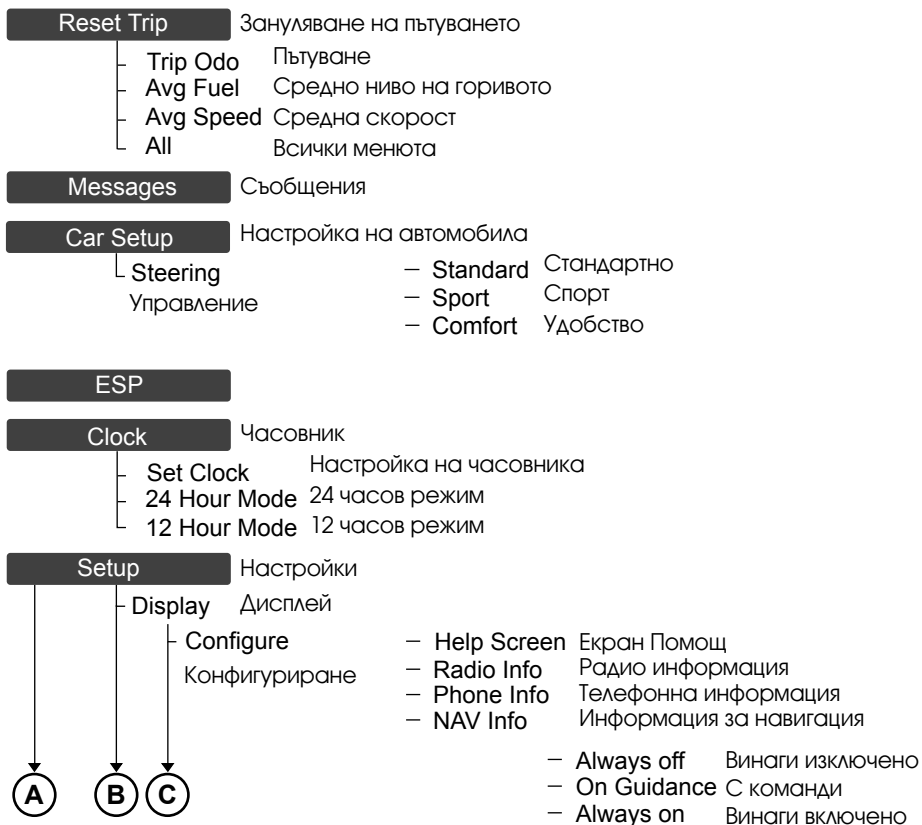 Reset Trip Зануляване на пътуването
Trip Odo Пътуване
Avg Fuel Средно ниво на горивото
Avg Speed Средна скорост
All Всички менюта
Messages Съобщения
Car Setup Настройка на автомобила
Steering – Standard Стандартно
Управление – Sport Спорт
– Comfort Удобство
ESP
Clock Часовник
Set Clock Настройка на часовника
24 Hour Mode 24 часов режим
12 Hour Mode 12 часов режим
Setup Настройки
Display Дисплей
Configure – Help Screen Екран Помощ
Конфигуриране – Radio Info Радио информация
– Phone Info Телефонна информация
– NAV Info Информация за навигация
– Always off Винаги изключено
– On Guidance С команди
– Always on Винаги включено
A B C